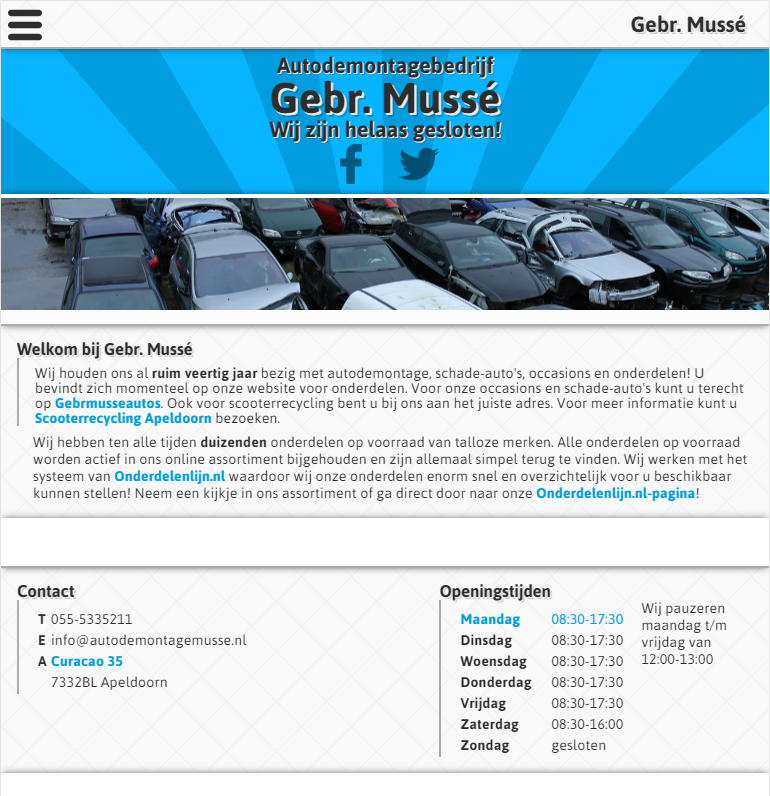 Gebr. Mussé
Autodemontagebedrijf
Gebr. Mussé
Wij zijn helaas gesloten!
Welkom bij Gebr. Mussé
Wij houden ons al ruim veertig jaar bezig met autodemontage, schade-auto's, occasions en onderdelen! U
bevindt zich momenteel op onze website voor onderdelen. Voor onze occasions en schade-auto's kunt u terecht
op Gebrmusseautos. Ook voor scooterrecycling bent u bij ons aan het juiste adres. Voor meer informatie kunt u
Scooterrecycling Apeldoorn bezoeken.
Wij hebben ten alle tijden duizenden onderdelen op voorraad van talloze merken. Alle onderdelen op voorraad
worden actief in ons online assortiment bijgehouden en zijn allemaal simpel terug te vinden. Wij werken met het
systeem van Onderdelenlijn.nl waardoor wij onze onderdelen enorm snel en overzichtelijk voor u beschikbaar
kunnen stellen! Neem een kijkje in ons assortiment of ga direct door naar onze Onderdelenlijn.nl-pagina!
Contact
T 055-5335211
E info@autodemontagemusse.nl
A Curacao 35
7332BL Apeldoorn
Openingstijden
Maandag 08:30-17:30
Dinsdag 08:30-17:30
Woensdag 08:30-17:30
Donderdag 08:30-17:30
Vrijdag 08:30-17:30
Zaterdag 08:30-16:00
Zondag gesloten
Wij pauzeren
maandag t/m
vrijdag van
12:00-13:00